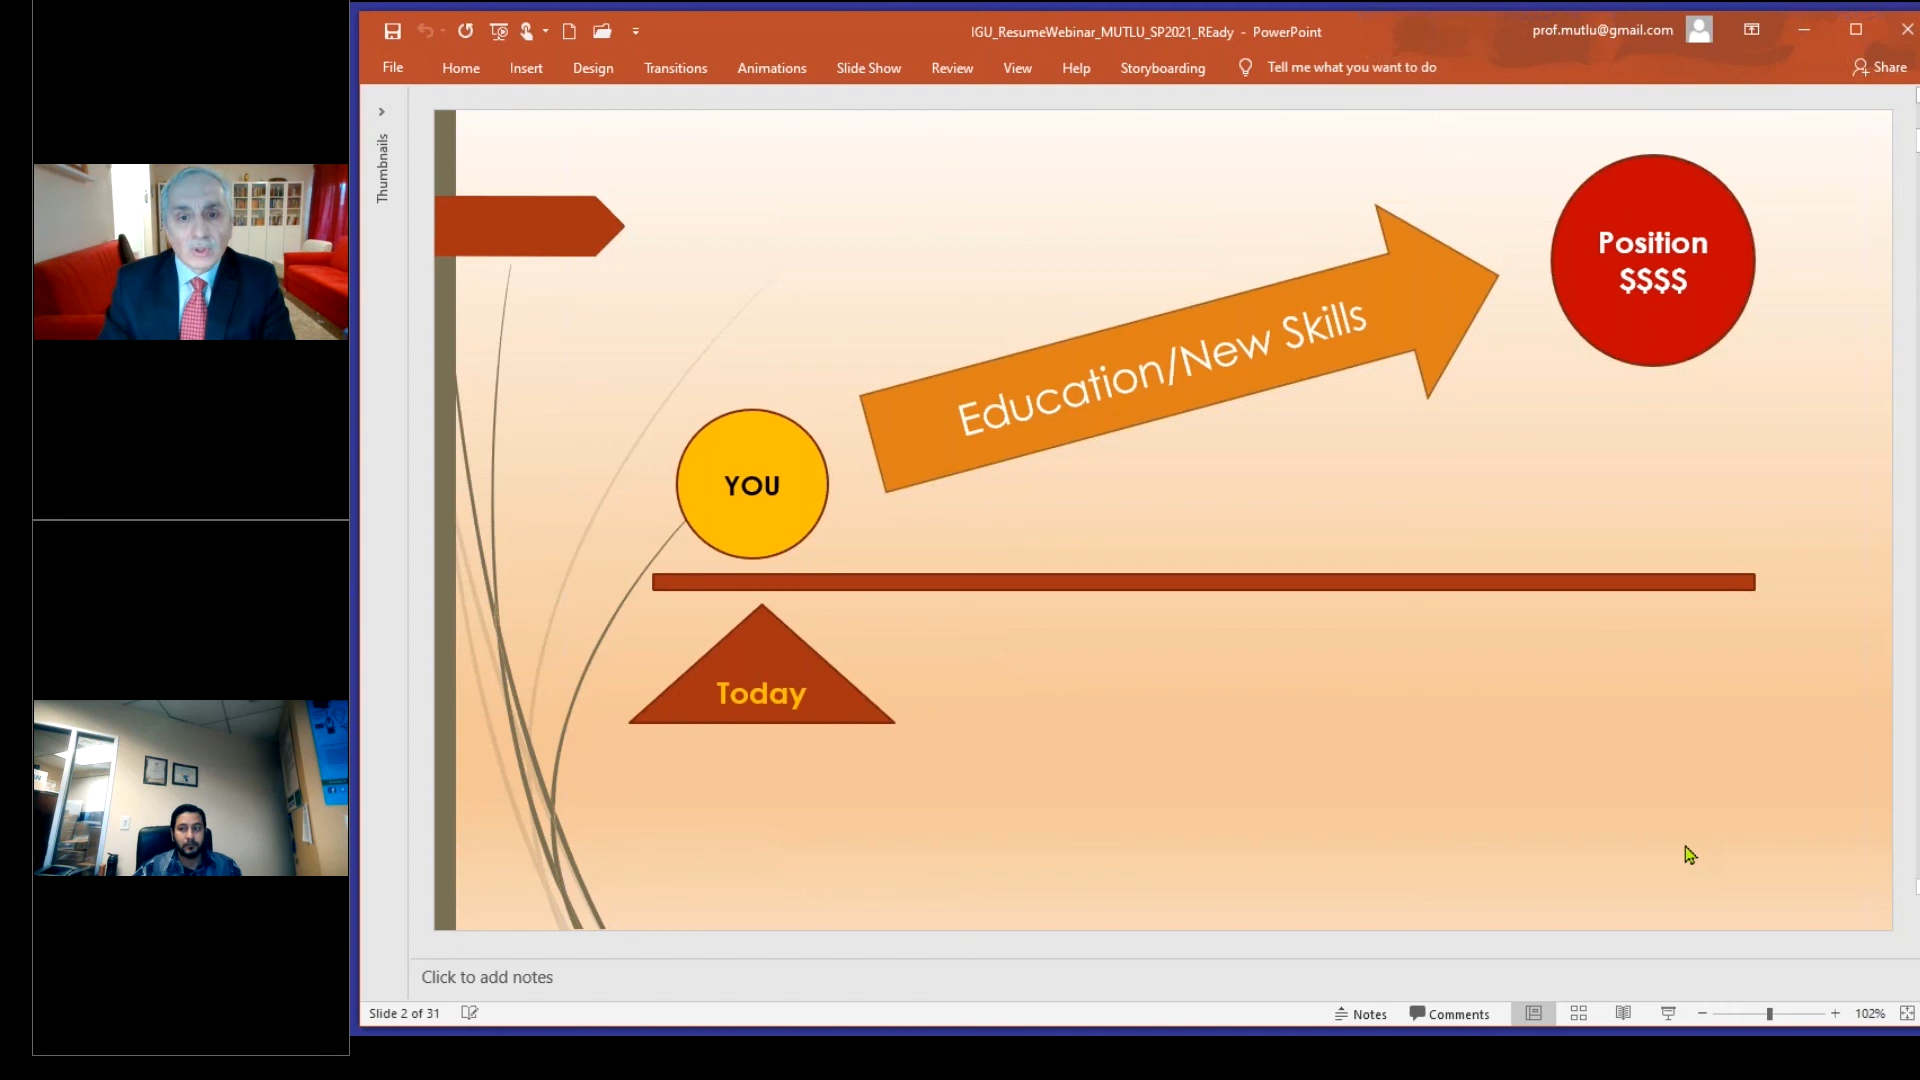 IGU_ResumeWebinar_MUTLU_SP2021_REady - PowerPoint
prof.mutlu@gmail.com
File
Home
Insert
Design
Transitions
Animations
Slide Show
Review
View
Help
Storyboarding
Tell me what you want to do
Share
Thumbnails
Position
$$$$
Education/New Skills
YOU
Today
Click to add notes
Slide 2 of 31
Notes
Comments
102%